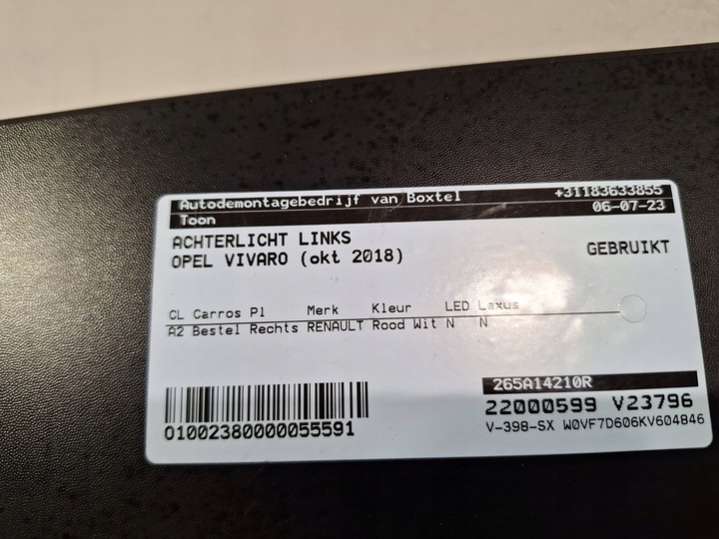 Autodemontagebedrijf van Boxtel +31183633855
Toon 06-07-23
ACHTERLICHT LINKS
OPEL VIVARO (okt 2018) GEBRUIKT
CL Carros Pl Merk Kleur LED Lexus
A2 Bestel Rechts RENAULT Rood Wit N N
265A14210R
22000599 V23796
01002380000055591
V-398-SX W0VF7D606KV604846